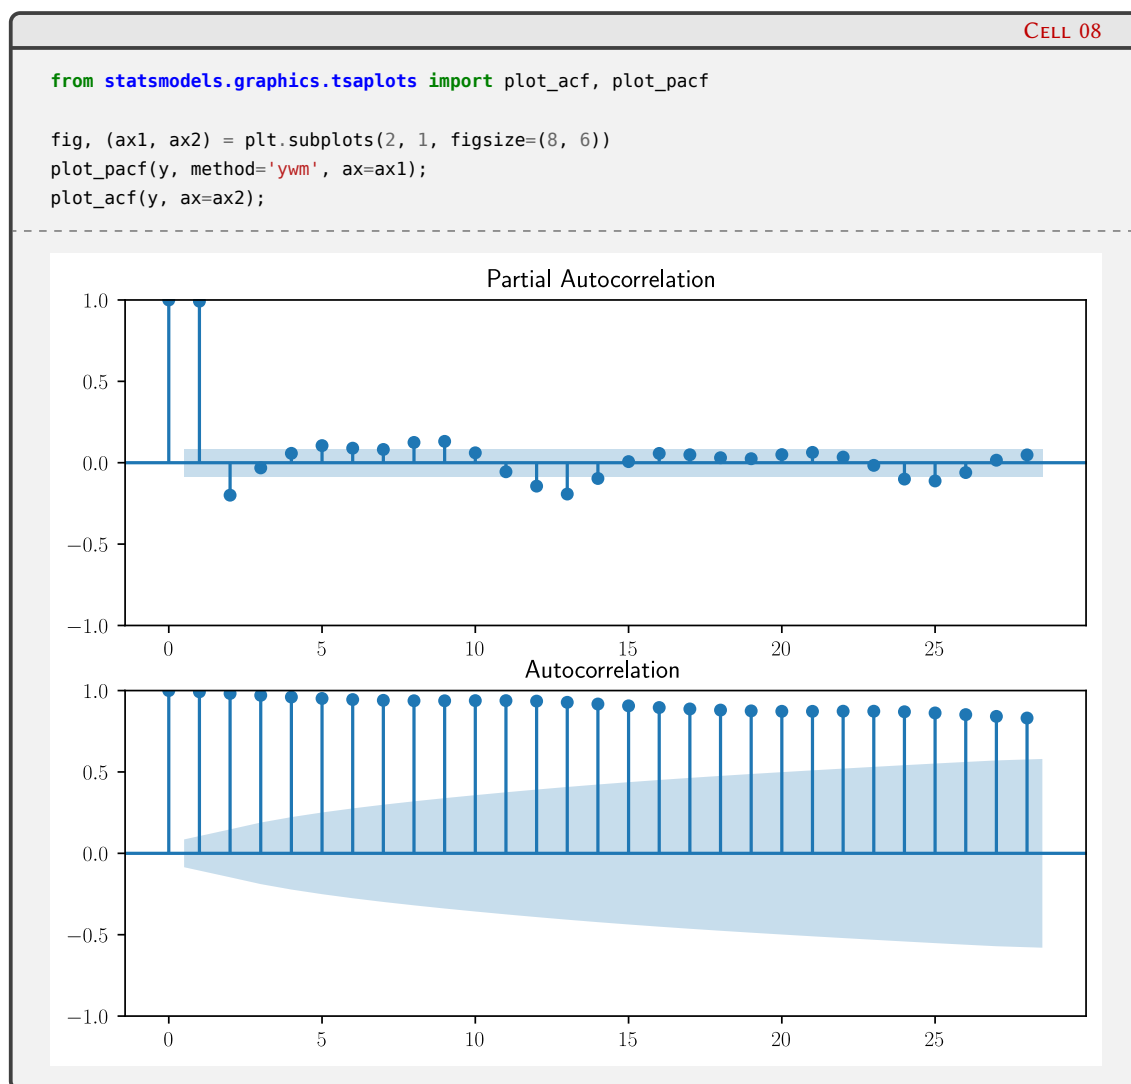 CELL 08
from statsmodels.graphics.tsaplots import plot_acf, plot_pacf
fig, (ax1, ax2) = plt.subplots(2, 1, figsize=(8, 6))
plot_pacf(y, method='ywm', ax=ax1);
plot_acf(y, ax=ax2);
Partial Autocorrelation
1.0
0.5
0.0
−0.5
−1.0
0 5 10 15 20 25
Autocorrelation
1.0
0.5
0.0
−0.5
−1.0
0 5 10 15 20 25